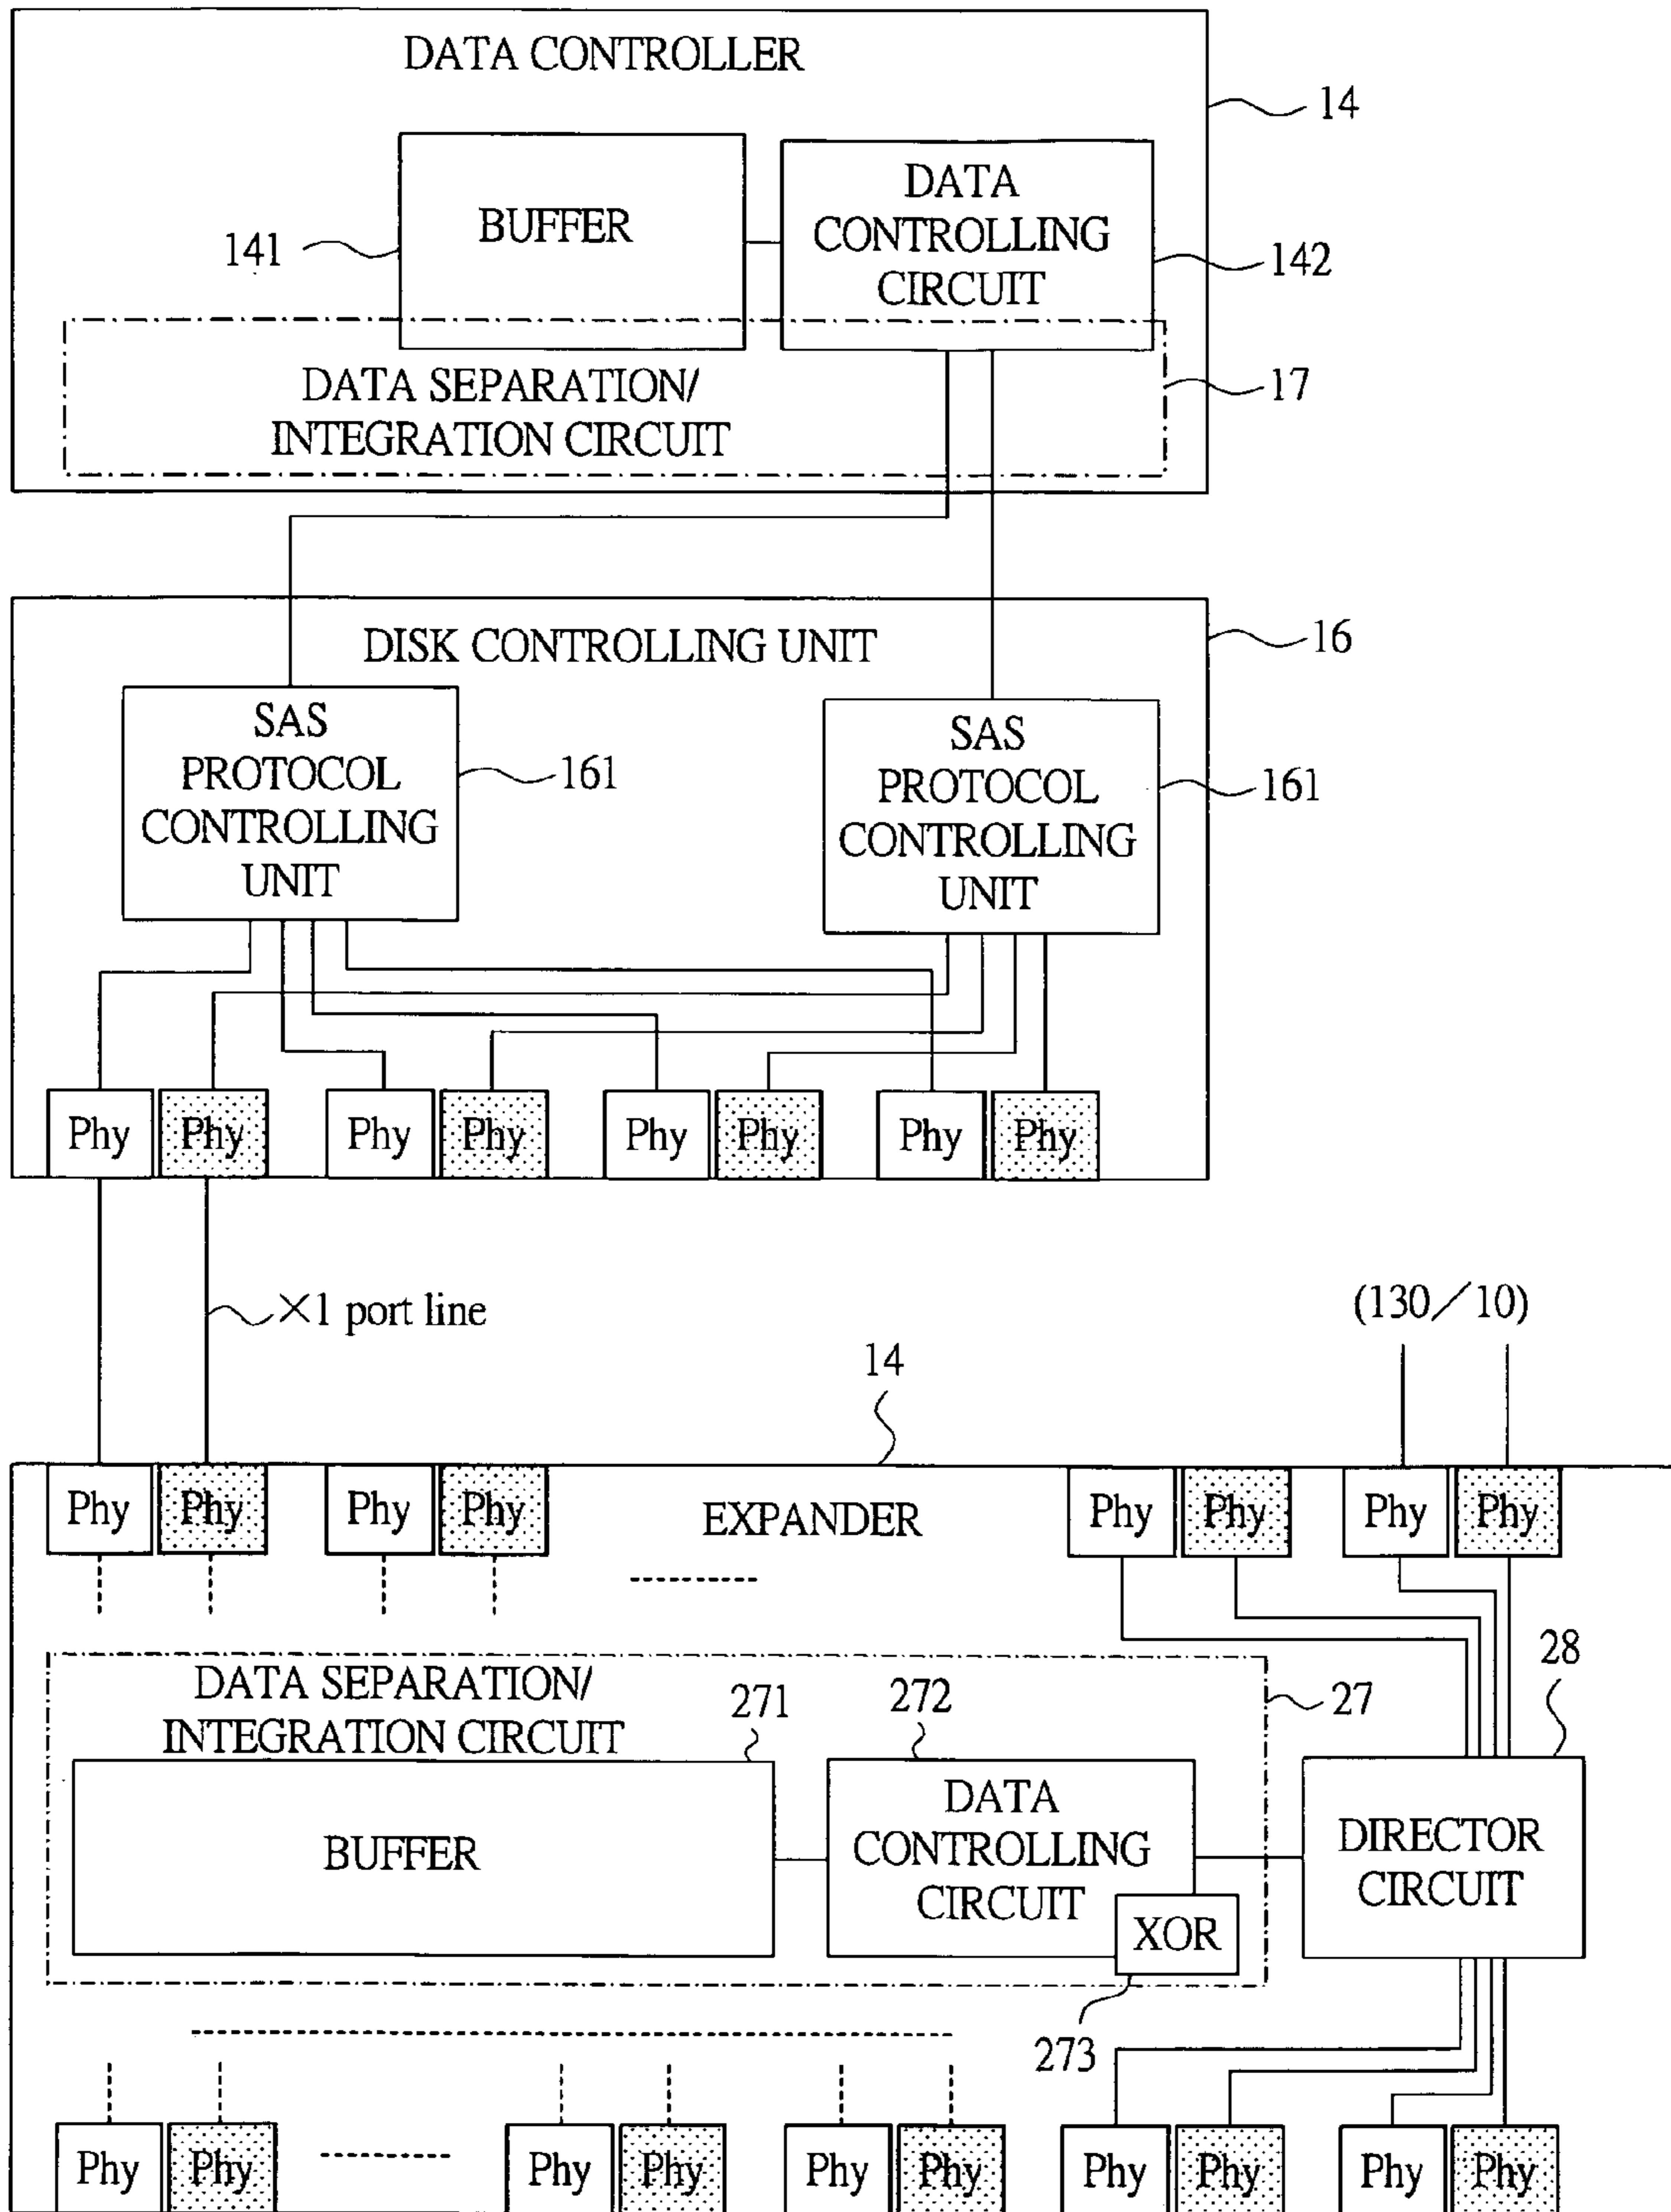 DATA CONTROLLER
14
BUFFER
141
DATA
CONTROLLING
CIRCUIT
142
DATA SEPARATION/
INTEGRATION CIRCUIT
17
DISK CONTROLLING UNIT
16
SAS
PROTOCOL
CONTROLLING
UNIT
161
SAS
PROTOCOL
CONTROLLING
UNIT
161
Phy Phy Phy Phy Phy Phy Phy Phy
×1 port line
(130/10)
14
Phy Phy Phy Phy EXPANDER Phy Phy Phy Phy
28
DATA SEPARATION/
INTEGRATION CIRCUIT
271
272
27
BUFFER
DATA
CONTROLLING
CIRCUIT
XOR
DIRECTOR
CIRCUIT
273
Phy Phy Phy Phy Phy Phy Phy Phy Phy Phy